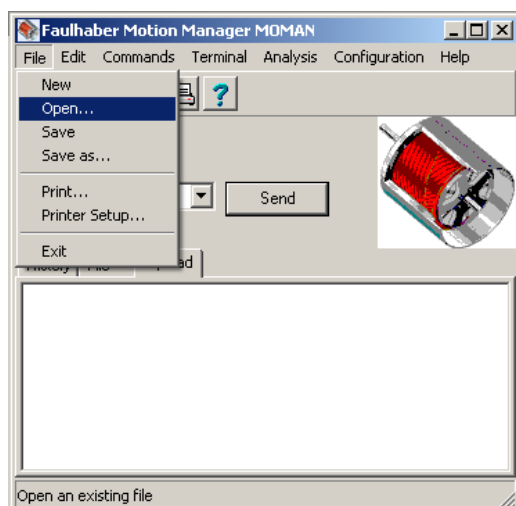 Faulhaber Motion Manager MOMAN
File Edit Commands Terminal Analysis Configuration Help
New
Open...
Save
Save as...
Print...
Printer Setup...
Exit
?
Send
Open an existing file